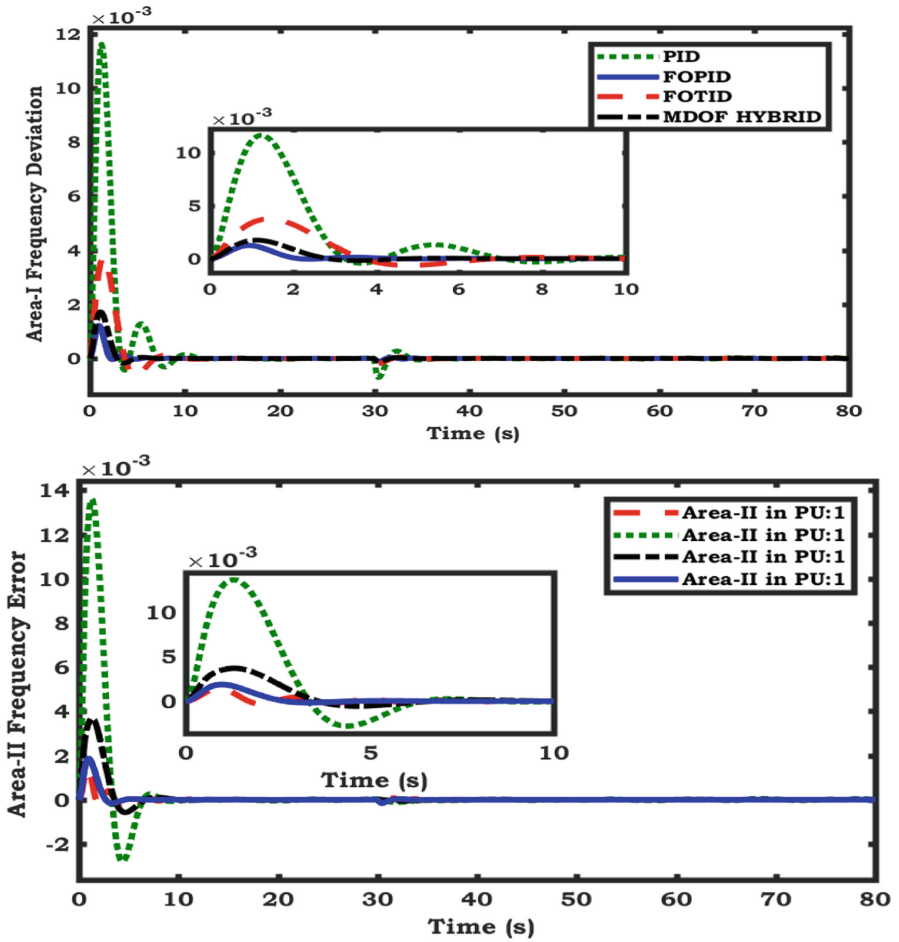 ×10⁻³
12
10
8
6
4
2
0
Area-I Frequency Deviation
PID
FOPID
FOTID
MDOF HYBRID
×10⁻³
10
5
0
0 2 4 6 8 10
0 10 20 30 40 50 60 70 80
Time (s)
×10⁻³
14
12
10
8
6
4
2
0
-2
Area-II Frequency Error
Area-II in PU:1
Area-II in PU:1
Area-II in PU:1
Area-II in PU:1
×10⁻³
10
5
0
0 5 10
Time (s)
0 10 20 30 40 50 60 70 80
Time (s)